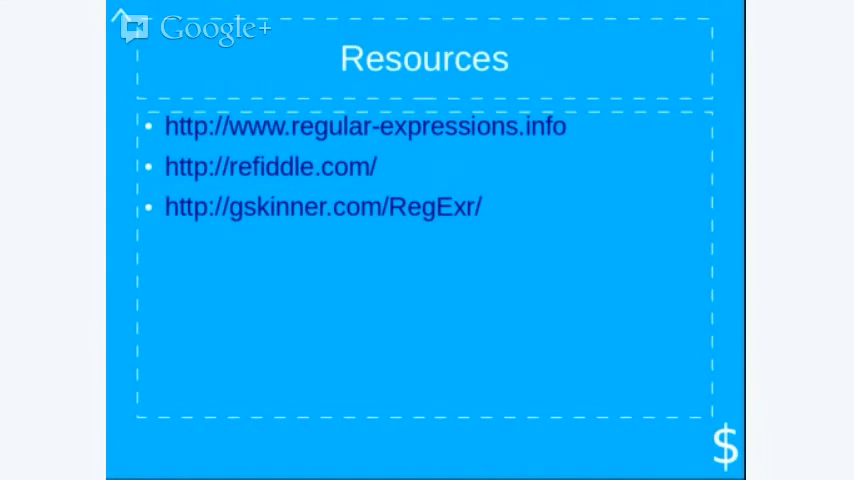 ^
Google+
Resources
• http://www.regular-expressions.info
• http://refiddle.com/
• http://gskinner.com/RegExr/
$